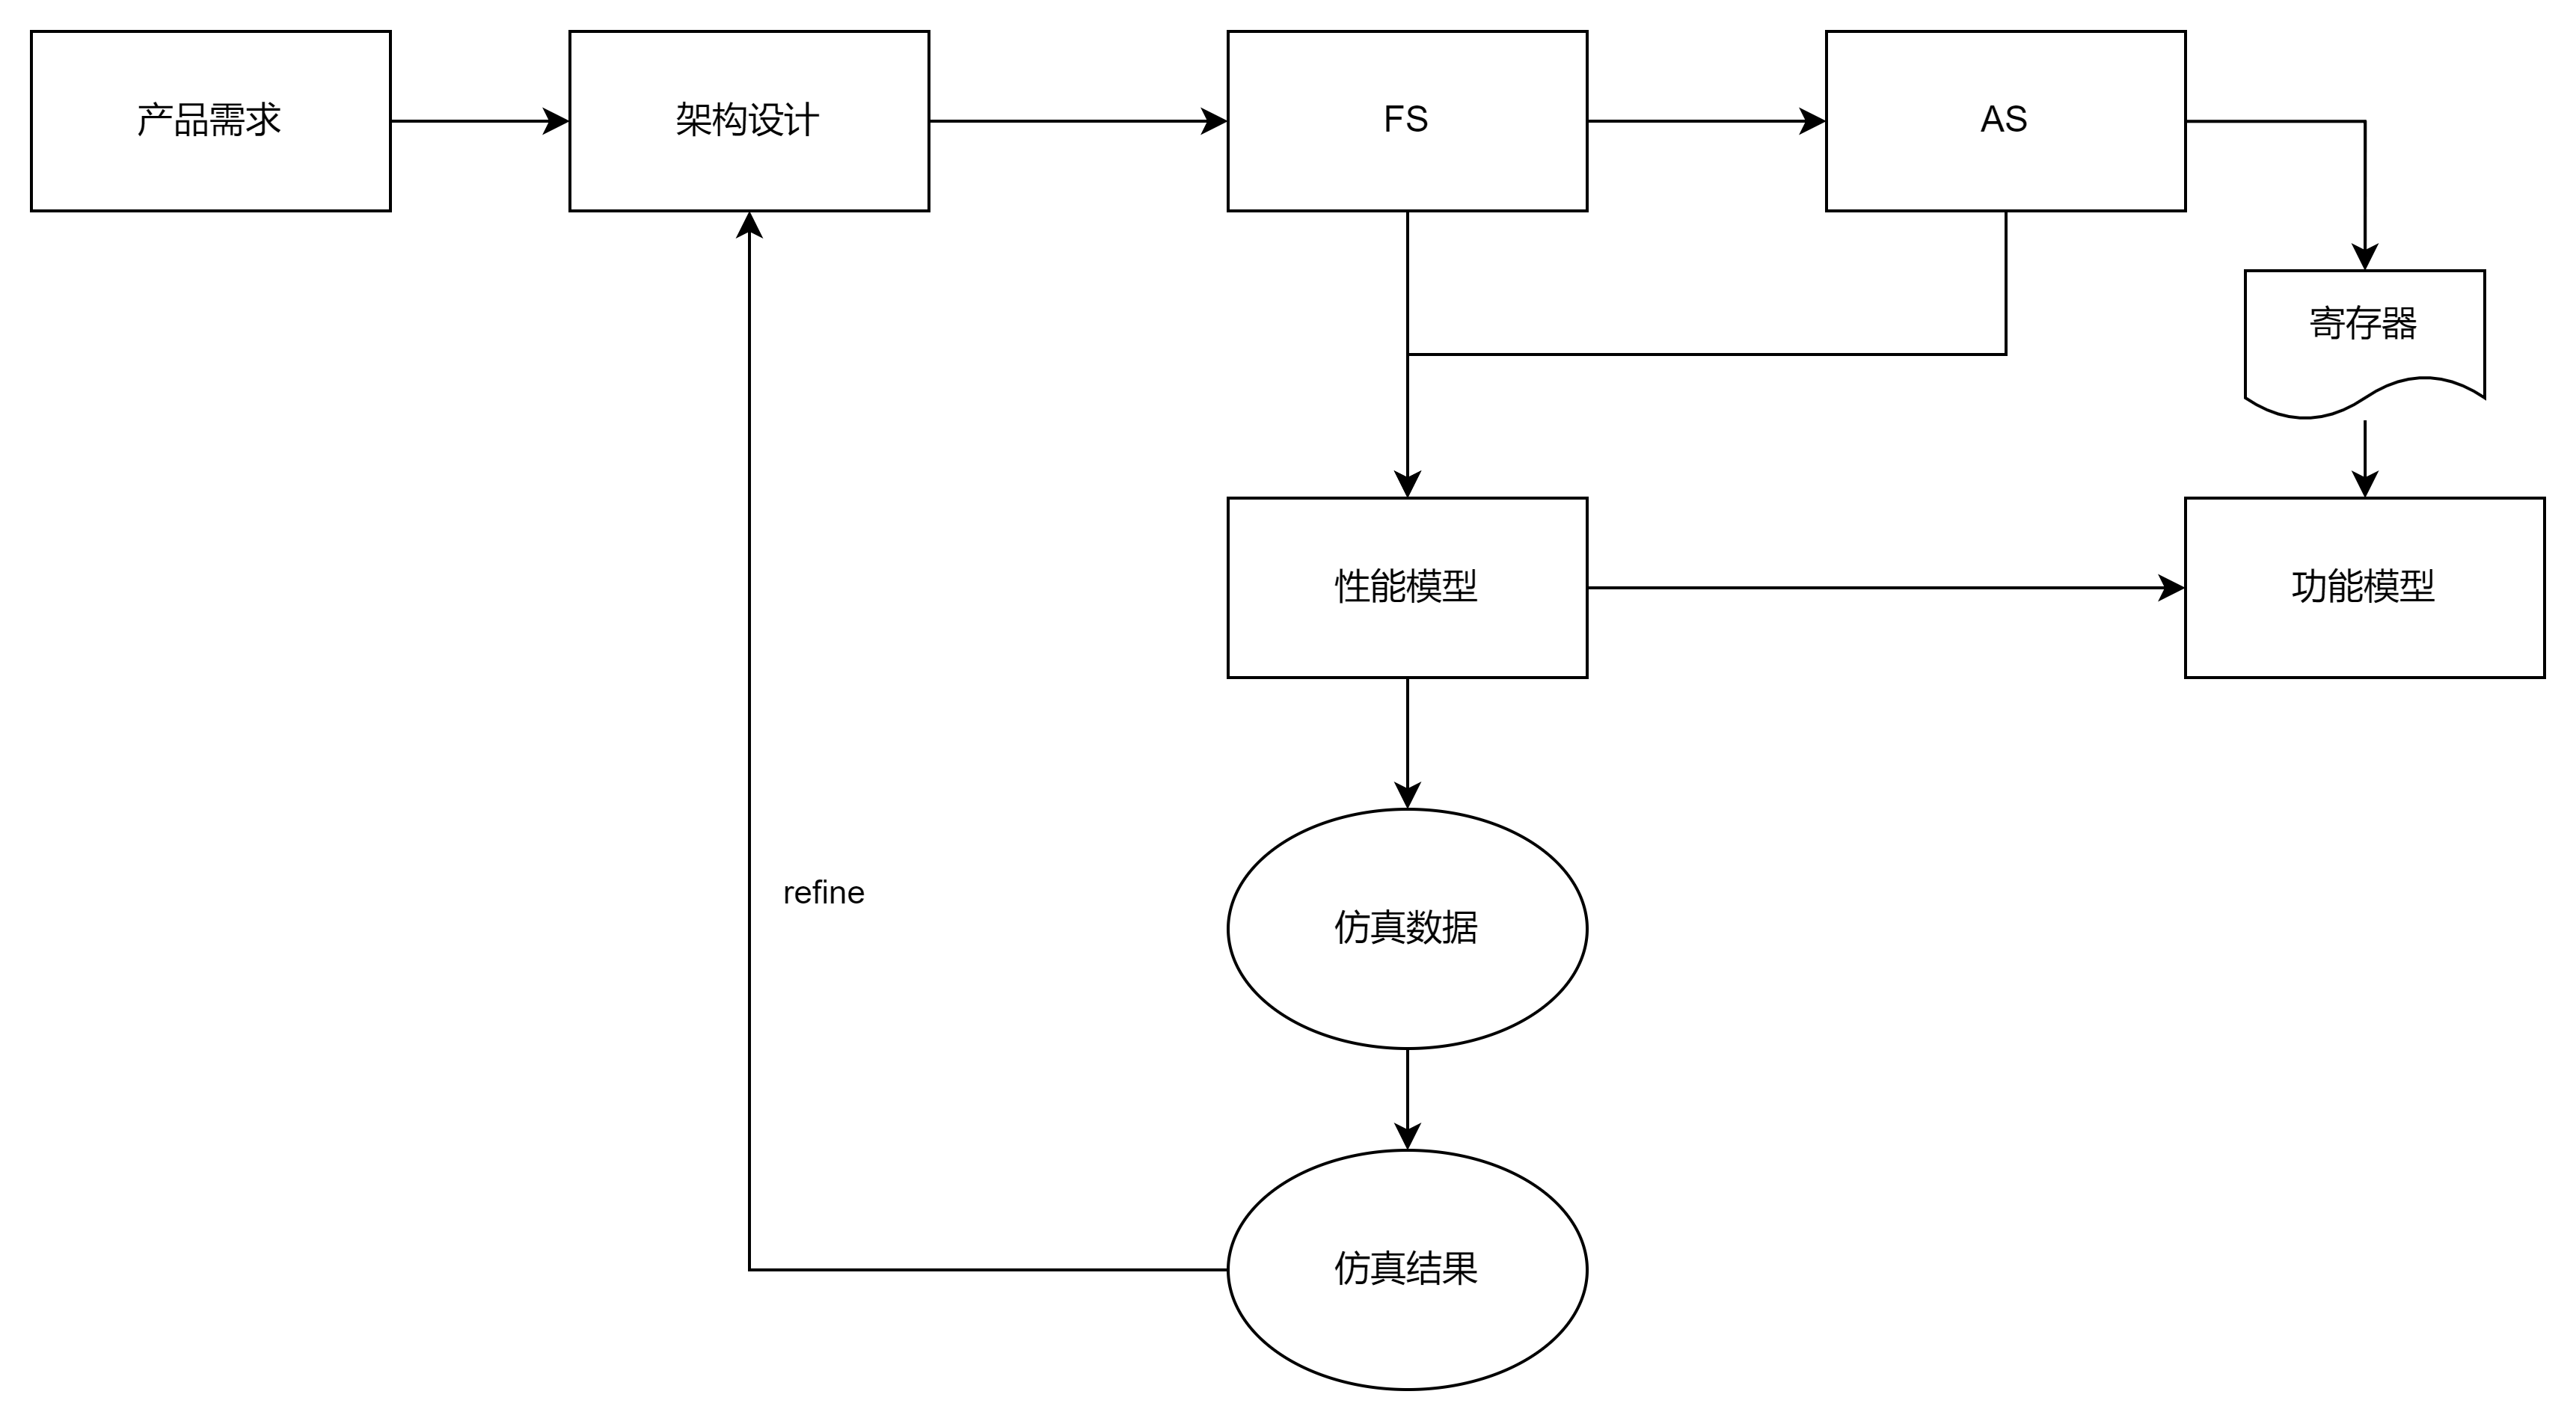 产品需求
架构设计
FS
AS
寄存器
性能模型
功能模型
refine
仿真数据
仿真结果